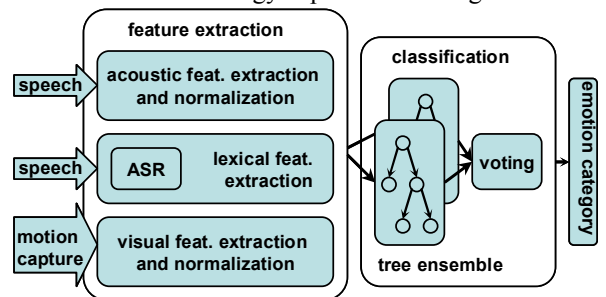 feature extraction
speech
acoustic feat. extraction
and normalization
speech
ASR
lexical feat.
extraction
motion
capture
visual feat. extraction
and normalization
classification
voting
tree ensemble
emotion category